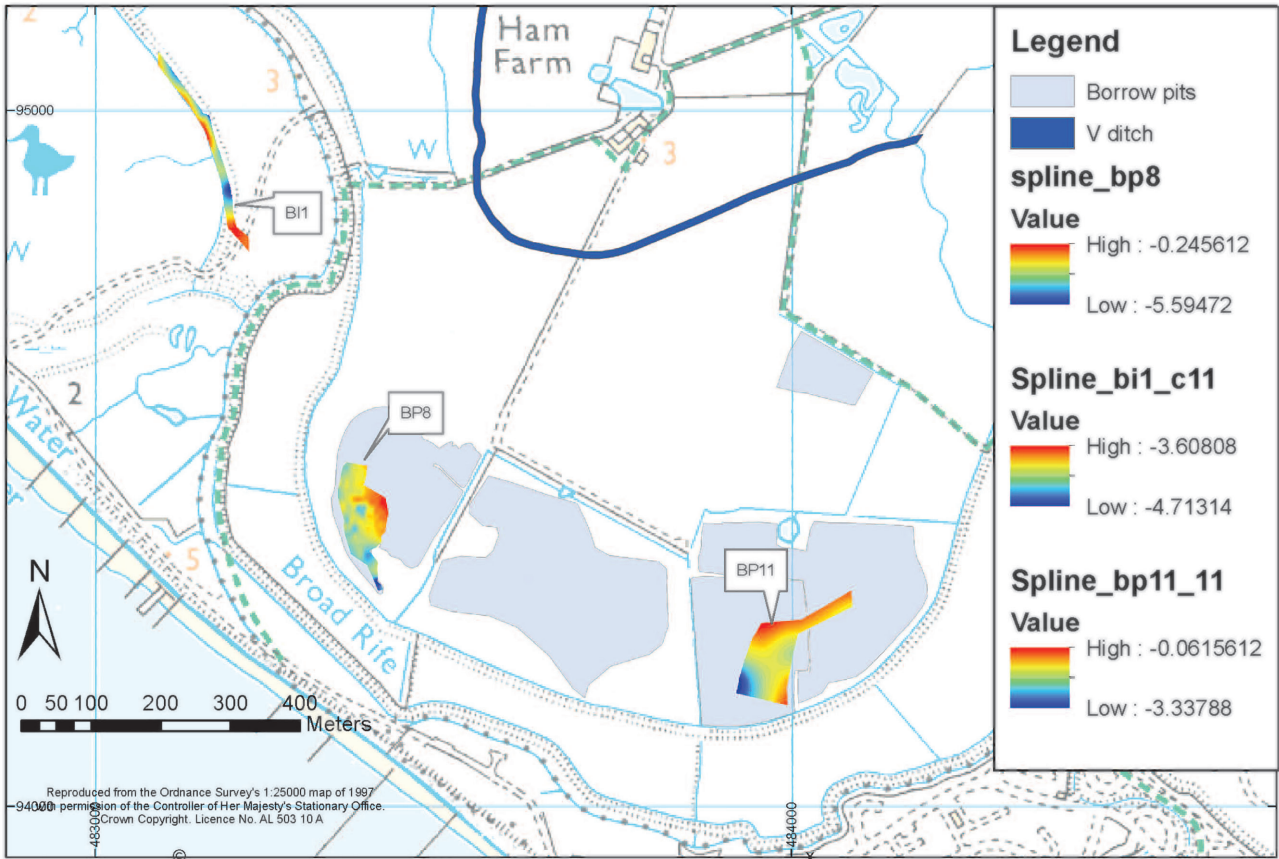 2
Ham
Farm
3
95000
W
3
BI1
W
2
Water
BP8
5
Broad Rife
BP11
N
0 50 100 200 300 400
Meters
Reproduced from the Ordnance Survey's 1:25000 map of 1997
permission of the Controller of Her Majesty's Stationary Office.
Crown Copyright. Licence No. AL 503 10 A
94000
483000
484000
©
Legend
Borrow pits
V ditch
spline_bp8
Value
High : -0.245612
Low : -5.59472
Spline_bi1_c11
Value
High : -3.60808
Low : -4.71314
Spline_bp11_11
Value
High : -0.0615612
Low : -3.33788